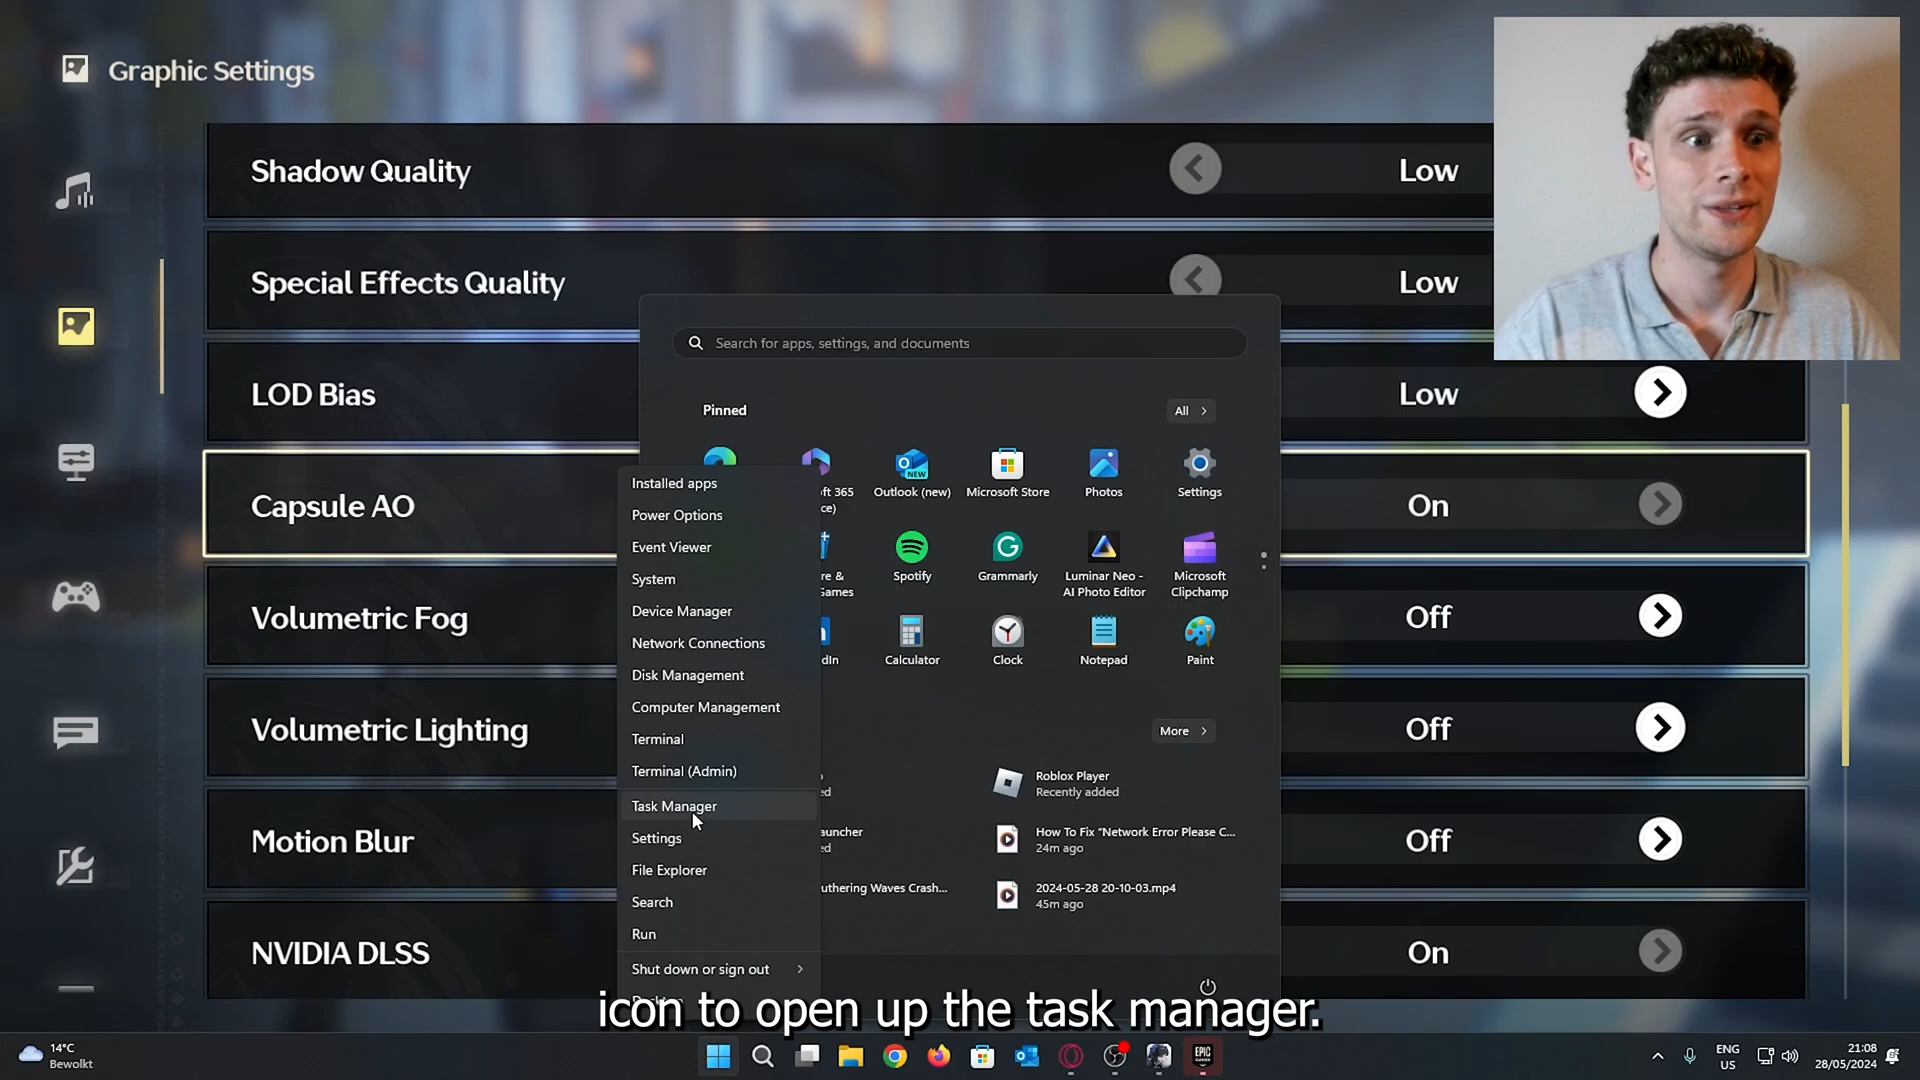 Graphic Settings
Shadow Quality
Low
Special Effects Quality
Low
LOD Bias
Low
Capsule AO
On
Volumetric Fog
Off
Volumetric Lighting
Off
Motion Blur
Off
NVIDIA DLSS
On
Search for apps, settings, and documents
Pinned
All
ft 365
ce)
Outlook (new)
NEW
Microsoft Store
Photos
Settings
re &
Games
Spotify
Grammarly
Luminar Neo -
AI Photo Editor
Microsoft
Clipchamp
dIn
Calculator
Clock
Notepad
Paint
More
ed
Roblox Player
Recently added
auncher
ed
How To Fix “Network Error Please C...
24m ago
uthering Waves Crash...
2024-05-28 20-10-03.mp4
45m ago
Installed apps
Power Options
Event Viewer
System
Device Manager
Network Connections
Disk Management
Computer Management
Terminal
Terminal (Admin)
Task Manager
Settings
File Explorer
Search
Run
Shut down or sign out
icon to open up the task manager.
14°C
Bewolkt
EPIC
GAMES
ENG
US
21:08
28/05/2024